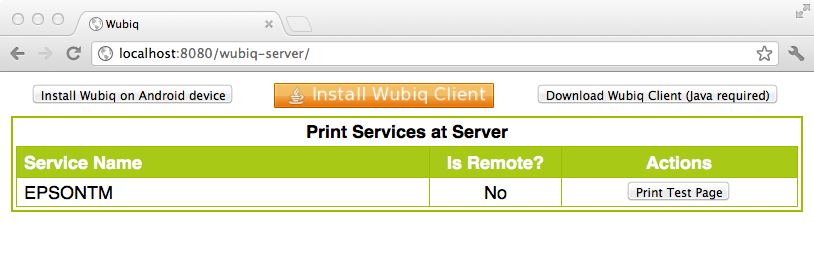 Wubiq
localhost:8080/wubiq-server/
Install Wubiq on Android device Install Wubiq Client Download Wubiq Client (Java required)
Print Services at Server
Service Name Is Remote? Actions
EPSONTM No Print Test Page